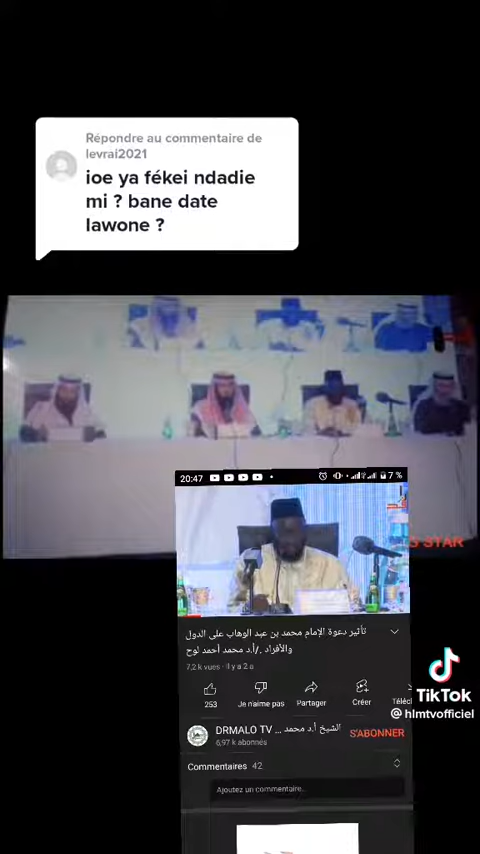 Répondre au commentaire de
levrai2021
ioe ya fékei ndadie
mi ? bane date
lawone ?
S STAR
20:47
7 %
تأثير دعوة الإمام محمد بن عبد الوهاب على الدول
والأفراد ./أ.د محمد أحمد لوح
7,2 k vues · il y a 2 a
253
Je n'aime pas
Partager
Créer
Téléch
DRMALO TV ... الشيخ أ.د محمد
S'ABONNER
6,97 k abonnés
Commentaires 42
Ajoutez un commentaire...
TikTok
@hlmtvofficiel